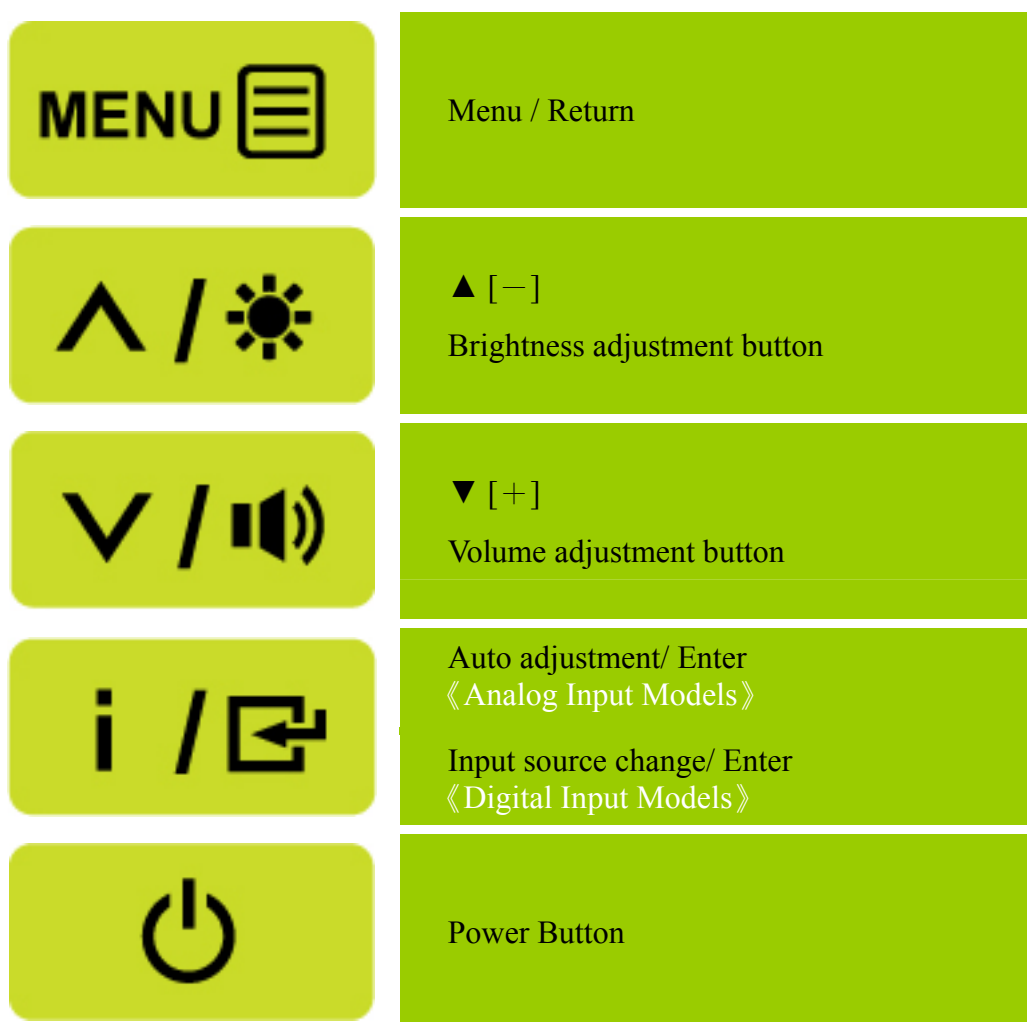 MENU
Menu / Return
∧ /
▲ [－]
Brightness adjustment button
∨ /
▼ [＋]
Volume adjustment button
i /
Auto adjustment/ Enter
《Analog Input Models》
Input source change/ Enter
《Digital Input Models》
Power Button